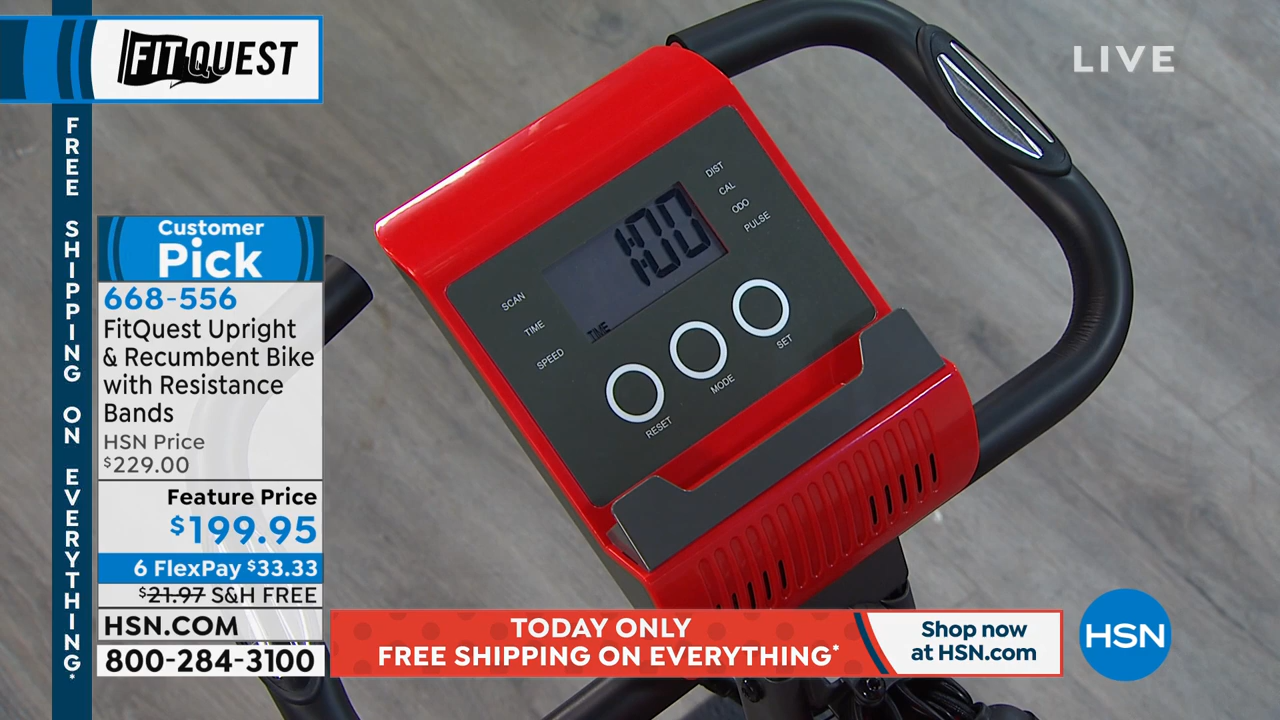 FITQUEST
LIVE
FREE SHIPPING ON EVERYTHING*
Customer
Pick
668-556
FitQuest Upright
& Recumbent Bike
with Resistance
Bands
HSN Price
$229.00
Feature Price
$199.95
6 FlexPay $33.33
$21.97 S&H FREE
HSN.COM
800-284-3100
DIST
CAL
ODO
PULSE
1:00
TIME
SCAN
TIME
SPEED
RESET
MODE
SET
TODAY ONLY
FREE SHIPPING ON EVERYTHING*
Shop now
at HSN.com
HSN